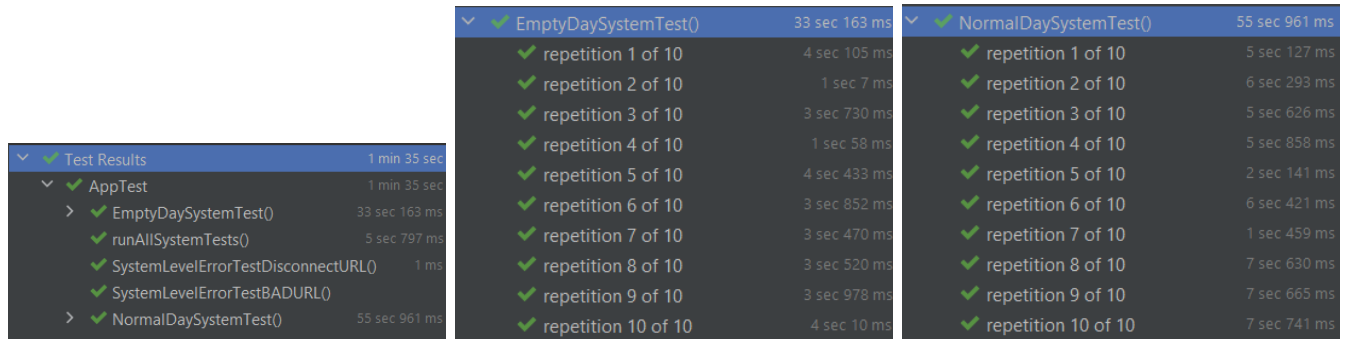 Test Results 1 min 35 sec
AppTest 1 min 35 sec
EmptyDaySystemTest() 33 sec 163 ms
runAllSystemTests() 5 sec 797 ms
SystemLevelErrorTestDisconnectURL() 1 ms
SystemLevelErrorTestBADURL()
NormalDaySystemTest() 55 sec 961 ms
EmptyDaySystemTest() 33 sec 163 ms
repetition 1 of 10 4 sec 105 ms
repetition 2 of 10 1 sec 7 ms
repetition 3 of 10 3 sec 730 ms
repetition 4 of 10 1 sec 58 ms
repetition 5 of 10 4 sec 433 ms
repetition 6 of 10 3 sec 852 ms
repetition 7 of 10 3 sec 470 ms
repetition 8 of 10 3 sec 520 ms
repetition 9 of 10 3 sec 978 ms
repetition 10 of 10 4 sec 10 ms
NormalDaySystemTest() 55 sec 961 ms
repetition 1 of 10 5 sec 127 ms
repetition 2 of 10 6 sec 293 ms
repetition 3 of 10 5 sec 626 ms
repetition 4 of 10 5 sec 858 ms
repetition 5 of 10 2 sec 141 ms
repetition 6 of 10 6 sec 421 ms
repetition 7 of 10 1 sec 459 ms
repetition 8 of 10 7 sec 630 ms
repetition 9 of 10 7 sec 665 ms
repetition 10 of 10 7 sec 741 ms